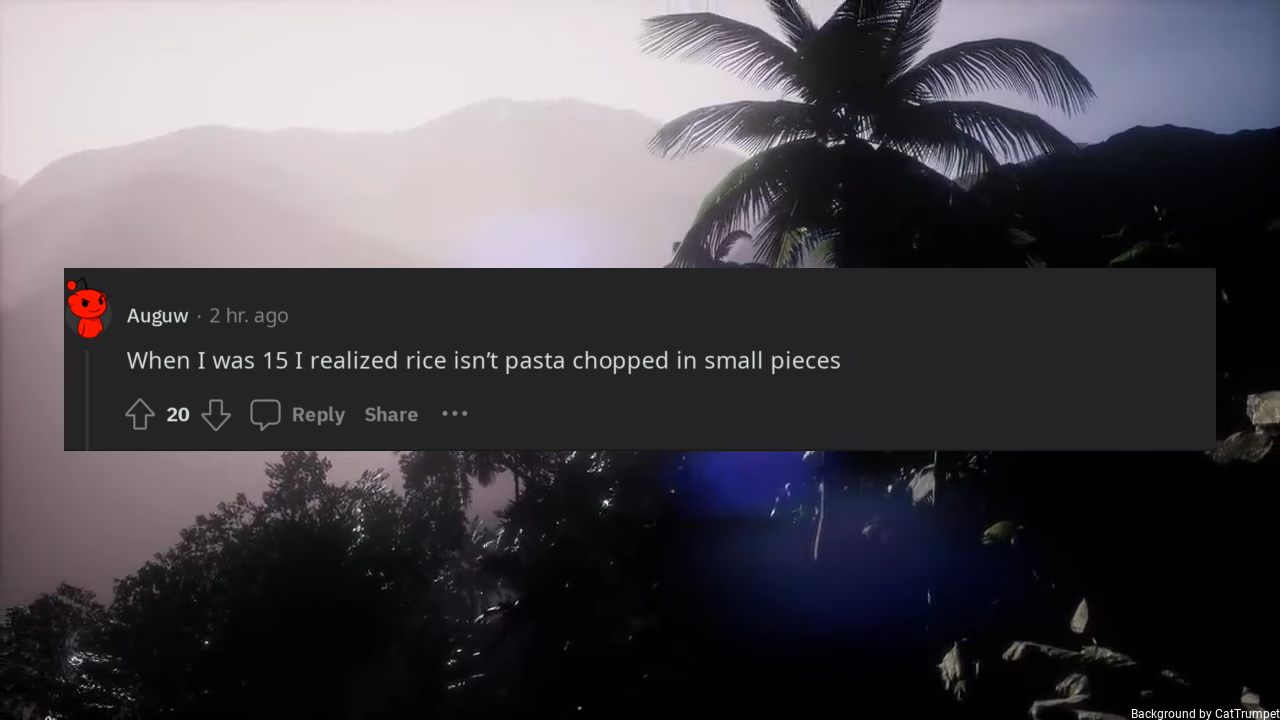 Auguw · 2 hr. ago
When I was 15 I realized rice isn’t pasta chopped in small pieces
20 Reply Share ···
Background by CatTrumpet